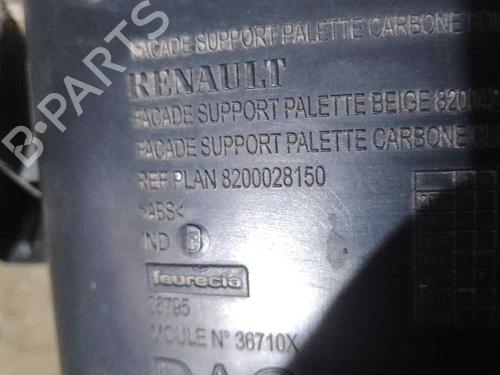 FACADE SUPPORT PALETTE CARBONE
RENAULT
FACADE SUPPORT PALETTE BEIGE
FACADE SUPPORT PALETTE CARBONE
REF PLAN 8200028150
>ABS<
IND
faurecia
MOULE N° 36710X